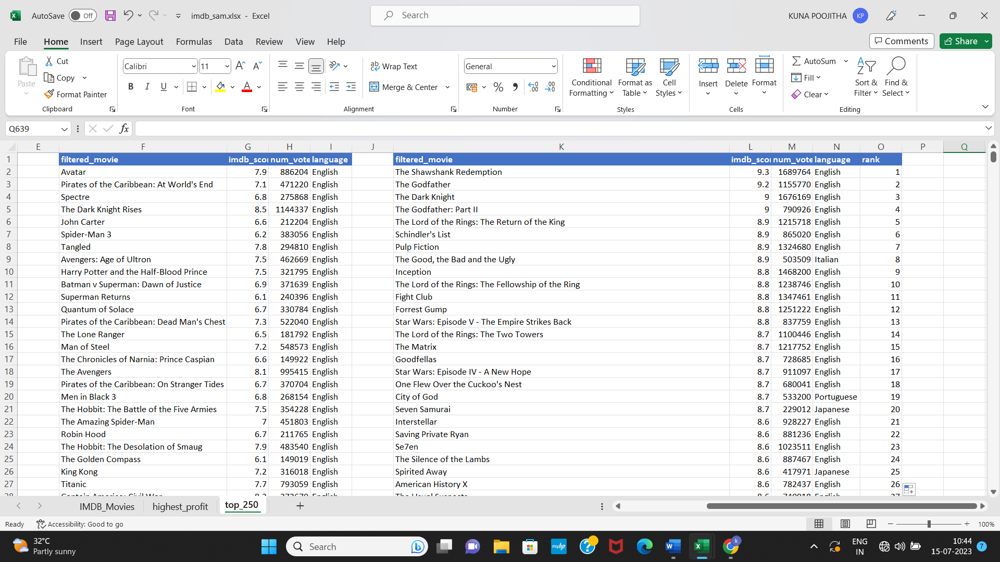 AutoSave Off imdb_sam.xlsx - Excel Search KUNA POOJITHA KP
File Home Insert Page Layout Formulas Data Review View Help Comments Share
Paste Cut Copy Format Painter Clipboard
Calibri 11 B I U A Font
Wrap Text Merge & Center Alignment
General % Number
Conditional Formatting Format as Table Cell Styles Styles
Insert Delete Format Cells
AutoSum Fill Clear Sort & Filter Find & Select Editing
Q639 fx
E F G H I J K L M N O P Q
1 filtered_movie imdb_scor num_vote language filtered_movie imdb_scor num_vote language rank
2 Avatar 7.9 886204 English The Shawshank Redemption 9.3 1689764 English 1
3 Pirates of the Caribbean: At World's End 7.1 471220 English The Godfather 9.2 1155770 English 2
4 Spectre 6.8 275868 English The Dark Knight 9 1676169 English 3
5 The Dark Knight Rises 8.5 1144337 English The Godfather: Part II 9 790926 English 4
6 John Carter 6.6 212204 English The Lord of the Rings: The Return of the King 8.9 1215718 English 5
7 Spider-Man 3 6.2 383056 English Schindler's List 8.9 865020 English 6
8 Tangled 7.8 294810 English Pulp Fiction 8.9 1324680 English 7
9 Avengers: Age of Ultron 7.5 462669 English The Good, the Bad and the Ugly 8.9 503509 Italian 8
10 Harry Potter and the Half-Blood Prince 7.5 321795 English Inception 8.8 1468200 English 9
11 Batman v Superman: Dawn of Justice 6.9 371639 English The Lord of the Rings: The Fellowship of the Ring 8.8 1238746 English 10
12 Superman Returns 6.1 240396 English Fight Club 8.8 1347461 English 11
13 Quantum of Solace 6.7 330784 English Forrest Gump 8.8 1251222 English 12
14 Pirates of the Caribbean: Dead Man's Chest 7.3 522040 English Star Wars: Episode V - The Empire Strikes Back 8.8 837759 English 13
15 The Lone Ranger 6.5 181792 English The Lord of the Rings: The Two Towers 8.7 1100446 English 14
16 Man of Steel 7.2 548573 English The Matrix 8.7 1217752 English 15
17 The Chronicles of Narnia: Prince Caspian 6.6 149922 English Goodfellas 8.7 728685 English 16
18 The Avengers 8.1 995415 English Star Wars: Episode IV - A New Hope 8.7 911097 English 17
19 Pirates of the Caribbean: On Stranger Tides 6.7 370704 English One Flew Over the Cuckoo's Nest 8.7 680041 English 18
20 Men in Black 3 6.8 268154 English City of God 8.7 533200 Portuguese 19
21 The Hobbit: The Battle of the Five Armies 7.5 354228 English Seven Samurai 8.7 229012 Japanese 20
22 The Amazing Spider-Man 7 451803 English Interstellar 8.6 928227 English 21
23 Robin Hood 6.7 211765 English Saving Private Ryan 8.6 881236 English 22
24 The Hobbit: The Desolation of Smaug 7.9 483540 English Se7en 8.6 1023511 English 23
25 The Golden Compass 6.1 149019 English The Silence of the Lambs 8.6 887467 English 24
26 King Kong 7.2 316018 English Spirited Away 8.6 417971 Japanese 25
27 Titanic 7.7 793059 English American History X 8.6 782437 English 26
IMDB_Movies highest_profit top_250
Ready Accessibility: Good to go 100%
32°C
Partly sunny
Search myhp W X k ENG IN 10:44 15-07-2023 7